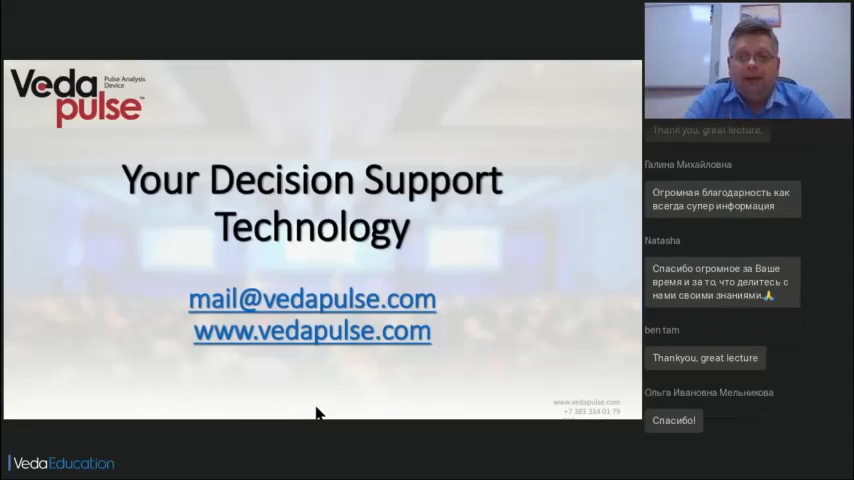 Veda
pulse™
Pulse Analysis
Device
Your Decision Support
Technology
mail@vedapulse.com
www.vedapulse.com
www.vedapulse.com
+7 383 334 01 79
VedaEducation
Thank you, great lecture.
Галина Михайловна
Огромная благодарность как
всегда супер информация
Natasha
Спасибо огромное за Ваше
время и за то, что делитесь с
нами своими знаниями.🙏
ben tam
Thankyou, great lecture
Ольга Ивановна Мельникова
Спасибо!